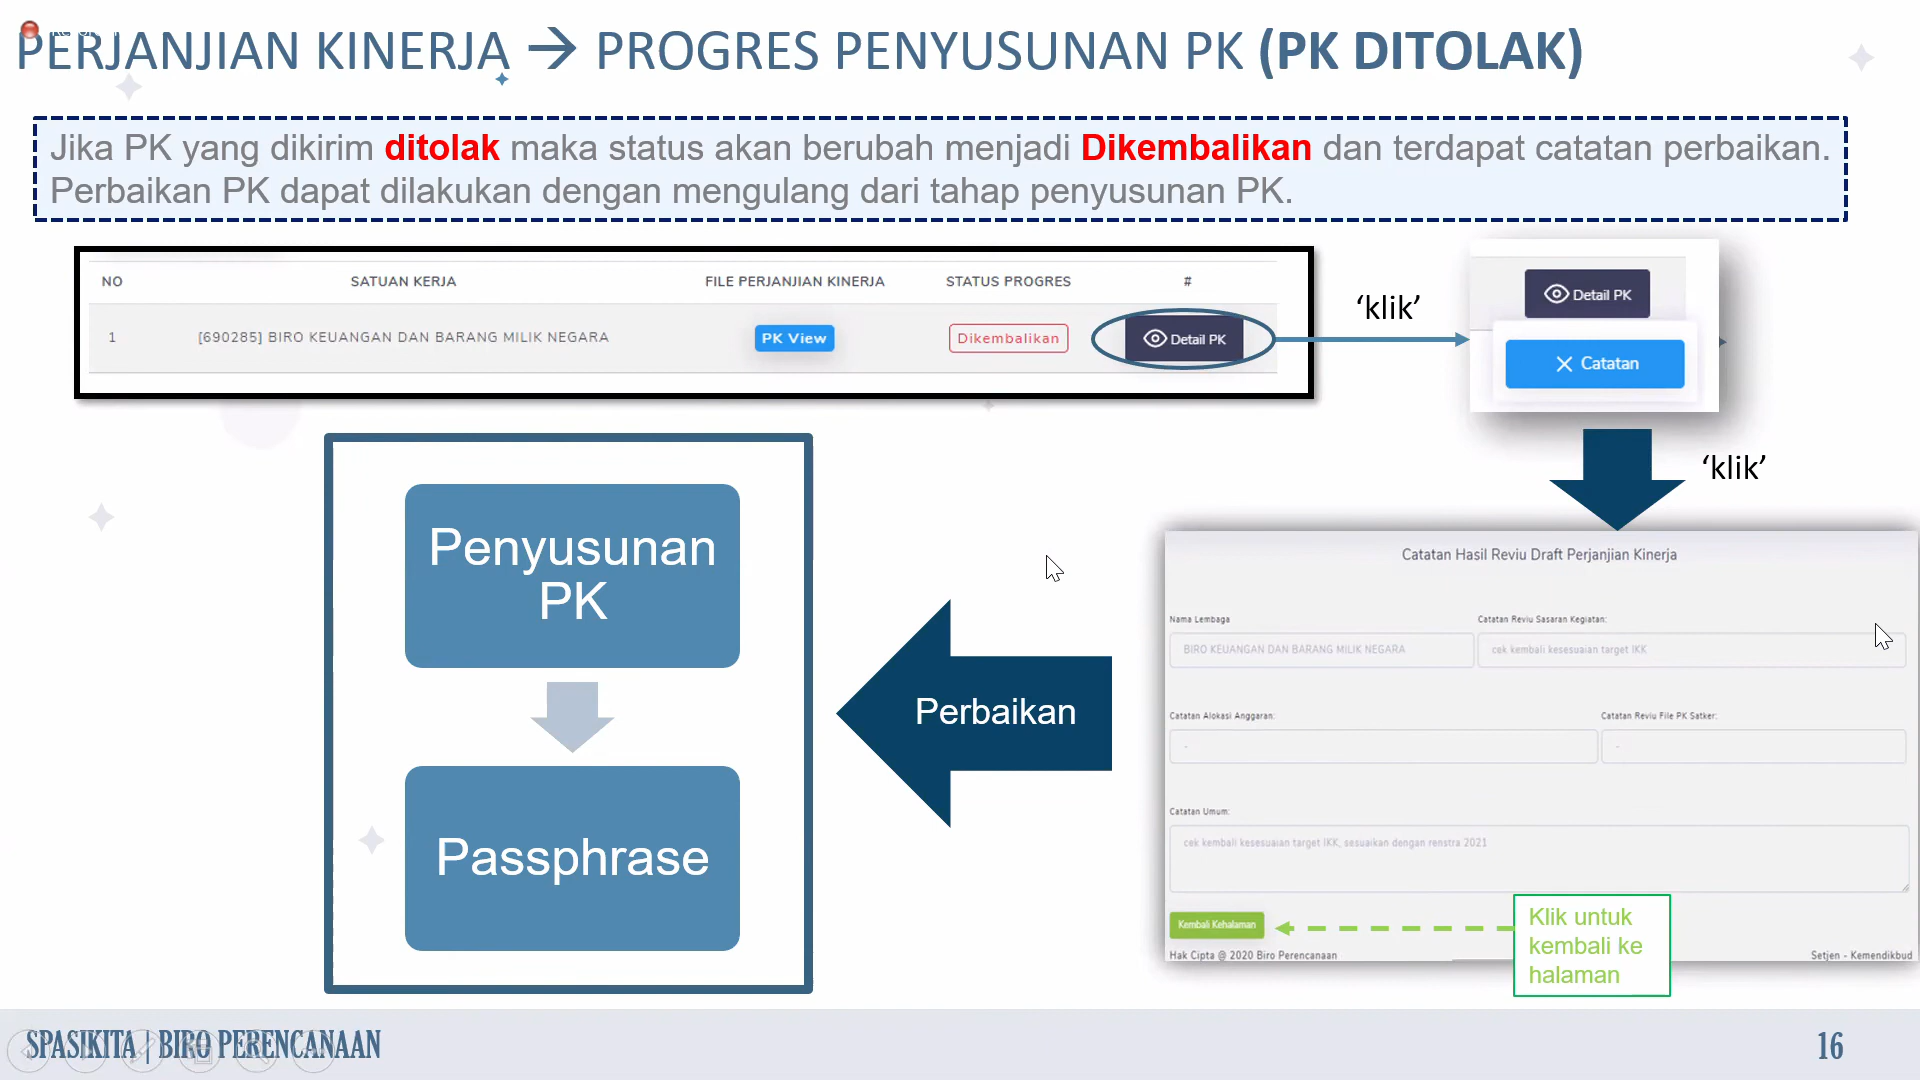 PERJANJIAN KINERJA → PROGRES PENYUSUNAN PK (PK DITOLAK)
Jika PK yang dikirim ditolak maka status akan berubah menjadi Dikembalikan dan terdapat catatan perbaikan.
Perbaikan PK dapat dilakukan dengan mengulang dari tahap penyusunan PK.
NO SATUAN KERJA FILE PERJANJIAN KINERJA STATUS PROGRES #
1 [690285] BIRO KEUANGAN DAN BARANG MILIK NEGARA PK View Dikembalikan Detail PK
‘klik’
Detail PK
Catatan
‘klik’
Penyusunan
PK
Passphrase
Perbaikan
Catatan Hasil Reviu Draft Perjanjian Kinerja
Nama Lembaga Catatan Reviu Sasaran Kegiatan:
BIRO KEUANGAN DAN BARANG MILIK NEGARA cek kembali kesesuaian target IKK
Catatan Alokasi Anggaran: Catatan Reviu File PK Satker:
- -
Catatan Umum:
cek kembali kesesuaian target IKK, sesuaikan dengan renstra 2021
Kembali Kehalaman
Klik untuk
kembali ke
halaman
Hak Cipta @ 2020 Biro Perencanaan Setjen - Kemendikbud
SPASIKITA | BIRO PERENCANAAN 16